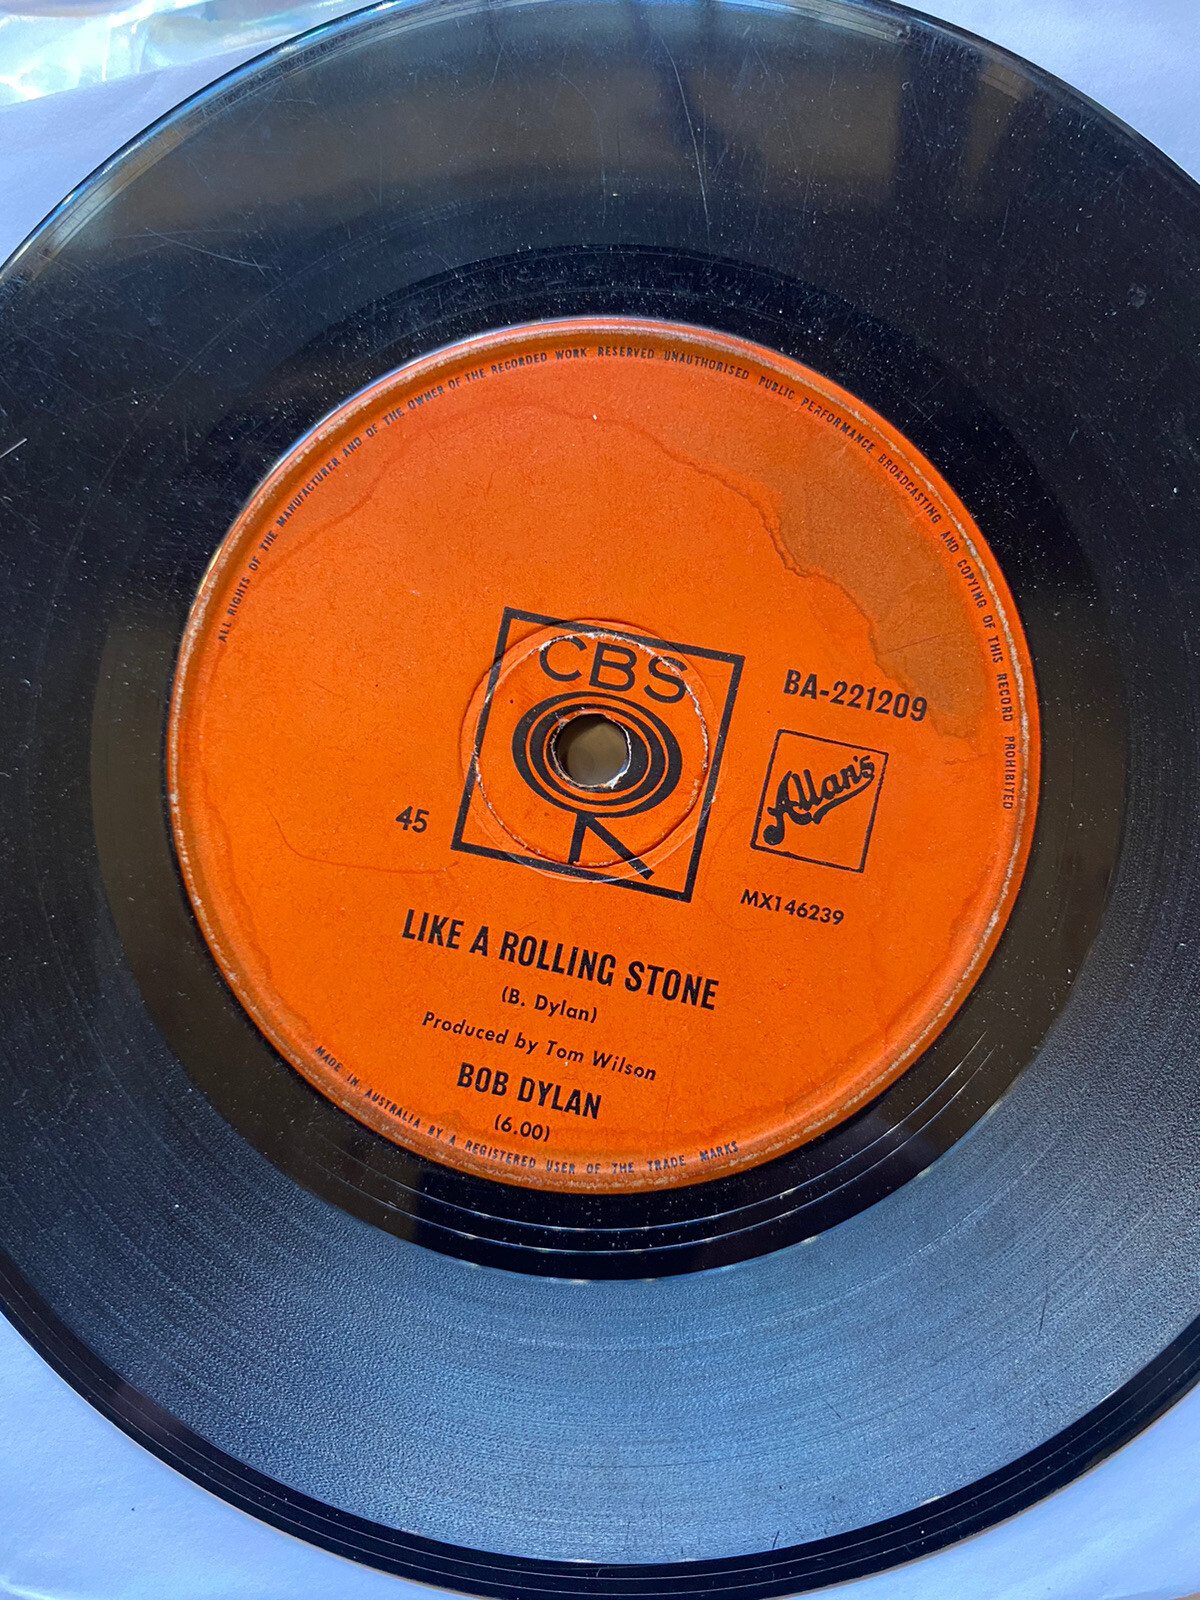 ALL RIGHTS OF THE MANUFACTURER AND OF THE OWNER OF THE RECORDED WORK RESERVED UNAUTHORISED PUBLIC PERFORMANCE BROADCASTING AND COPYING OF THIS RECORD PROHIBITED
CBS
BA-221209
Allan's
45
MX146239
LIKE A ROLLING STONE
(B. Dylan)
Produced by Tom Wilson
BOB DYLAN
(6.00)
MADE IN AUSTRALIA BY A REGISTERED USER OF THE TRADE MARKS